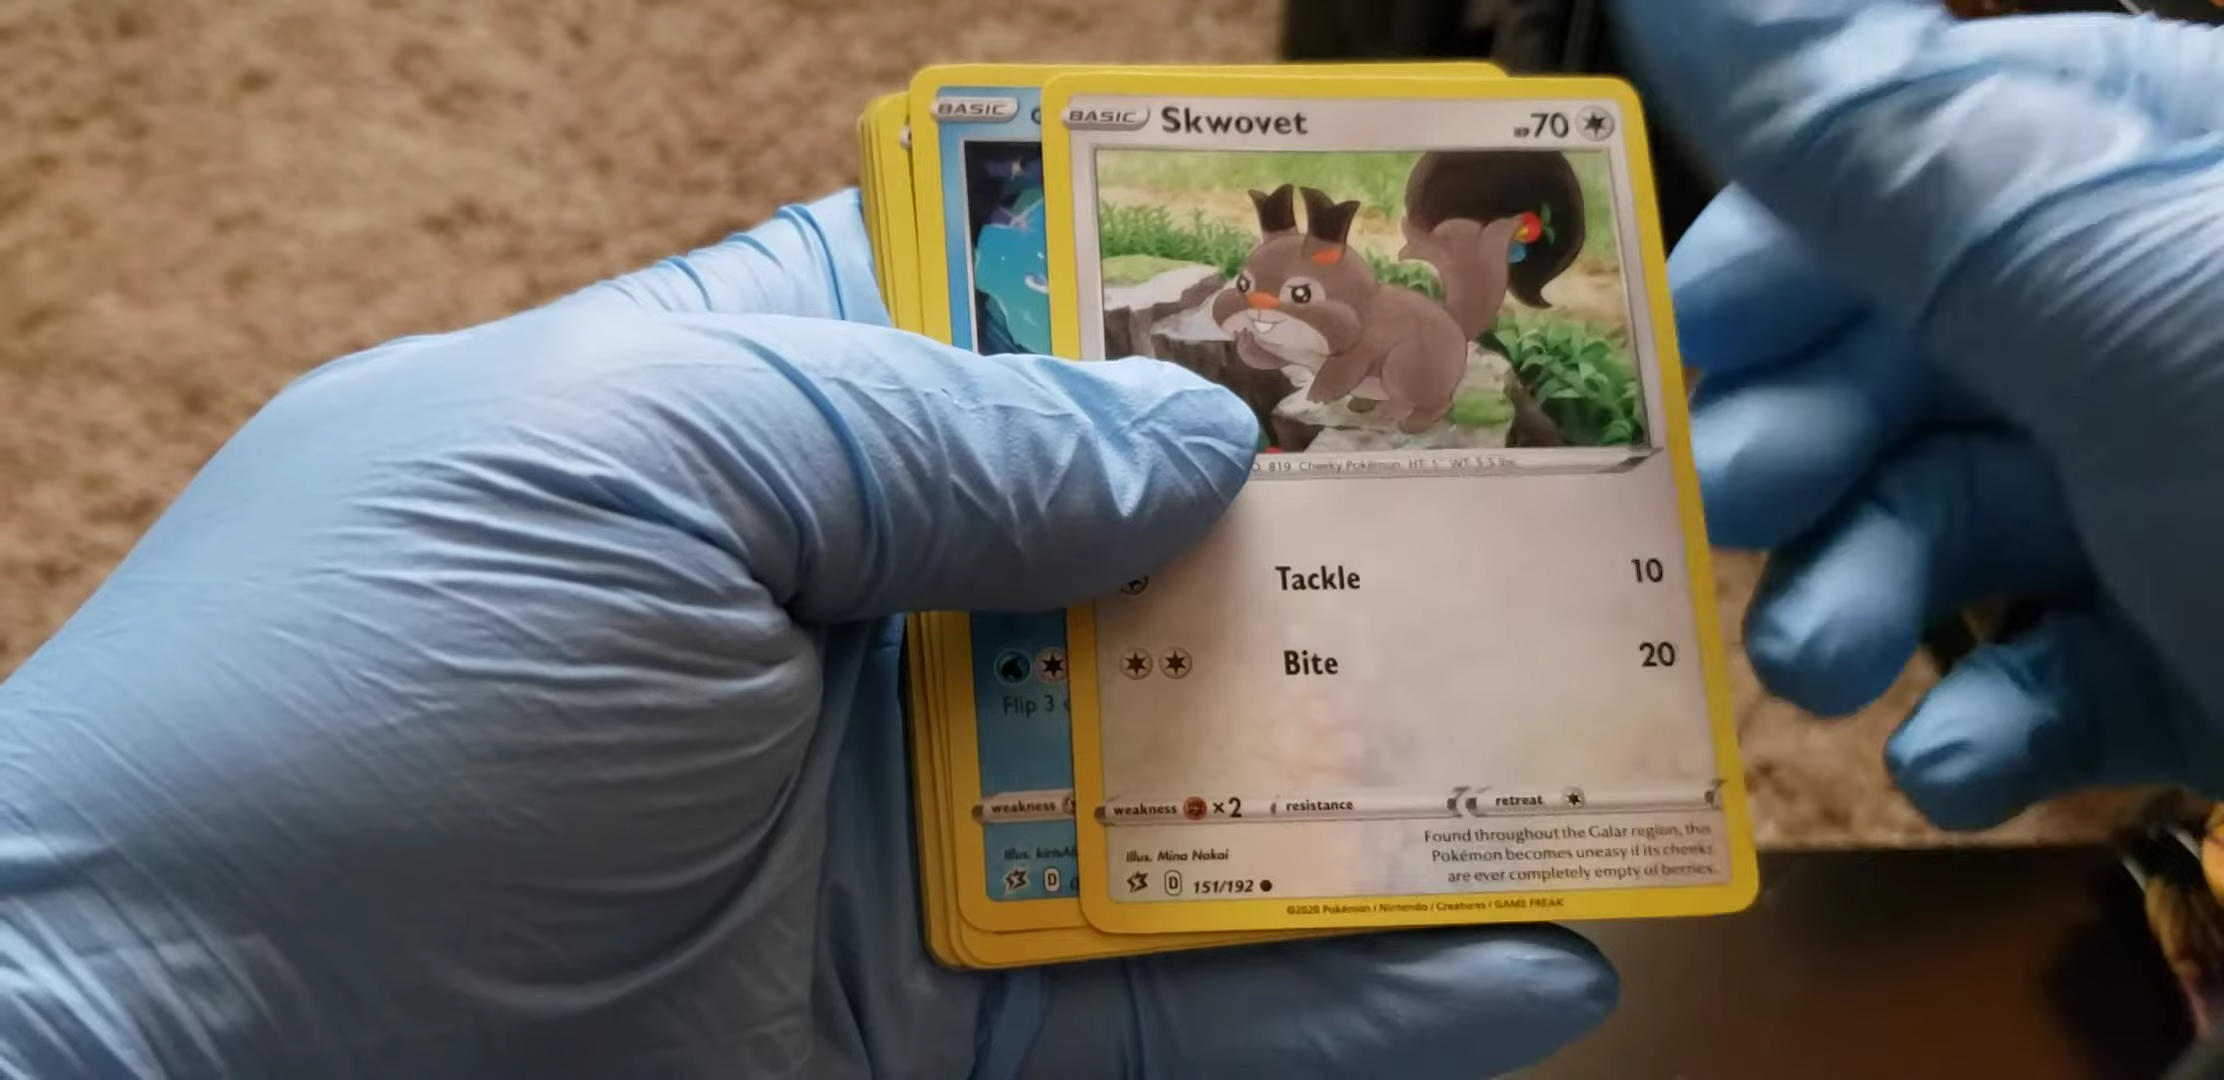 BASIC
BASIC Skwovet HP70
819 Cheeky Pokémon HT: 1' WT: 5.5 lbs.
Tackle 10
Bite 20
Flip 3
weakness
weakness ×2 resistance retreat
Found throughout the Galar region, this
Pokémon becomes uneasy if its cheeks
are ever completely empty of berries.
Illus.
D
Illus. Mina Nakai
D 151/192
©2020 Pokémon / Nintendo / Creatures / GAME FREAK